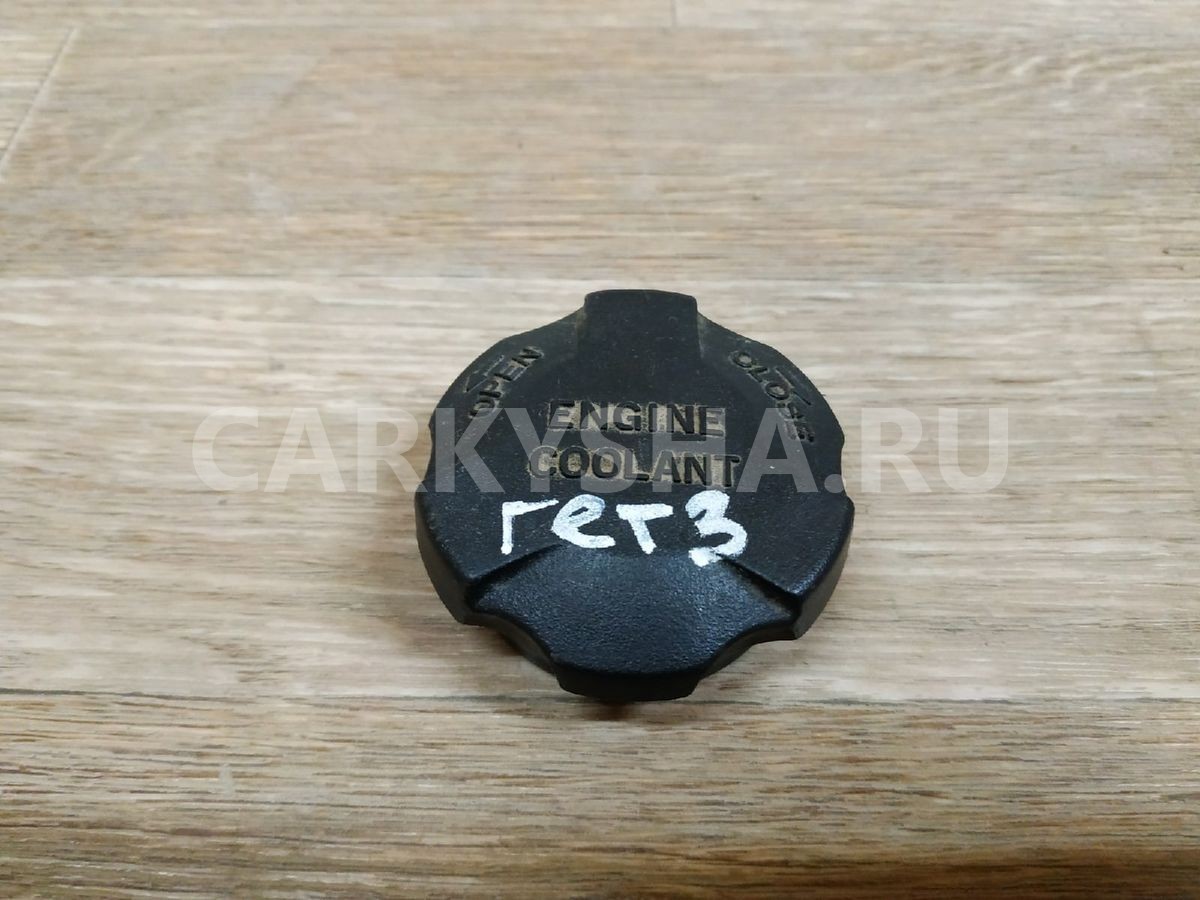 OPEN
CLOSE
ENGINE
COOLANT
CARKYSHA.RU
гетз